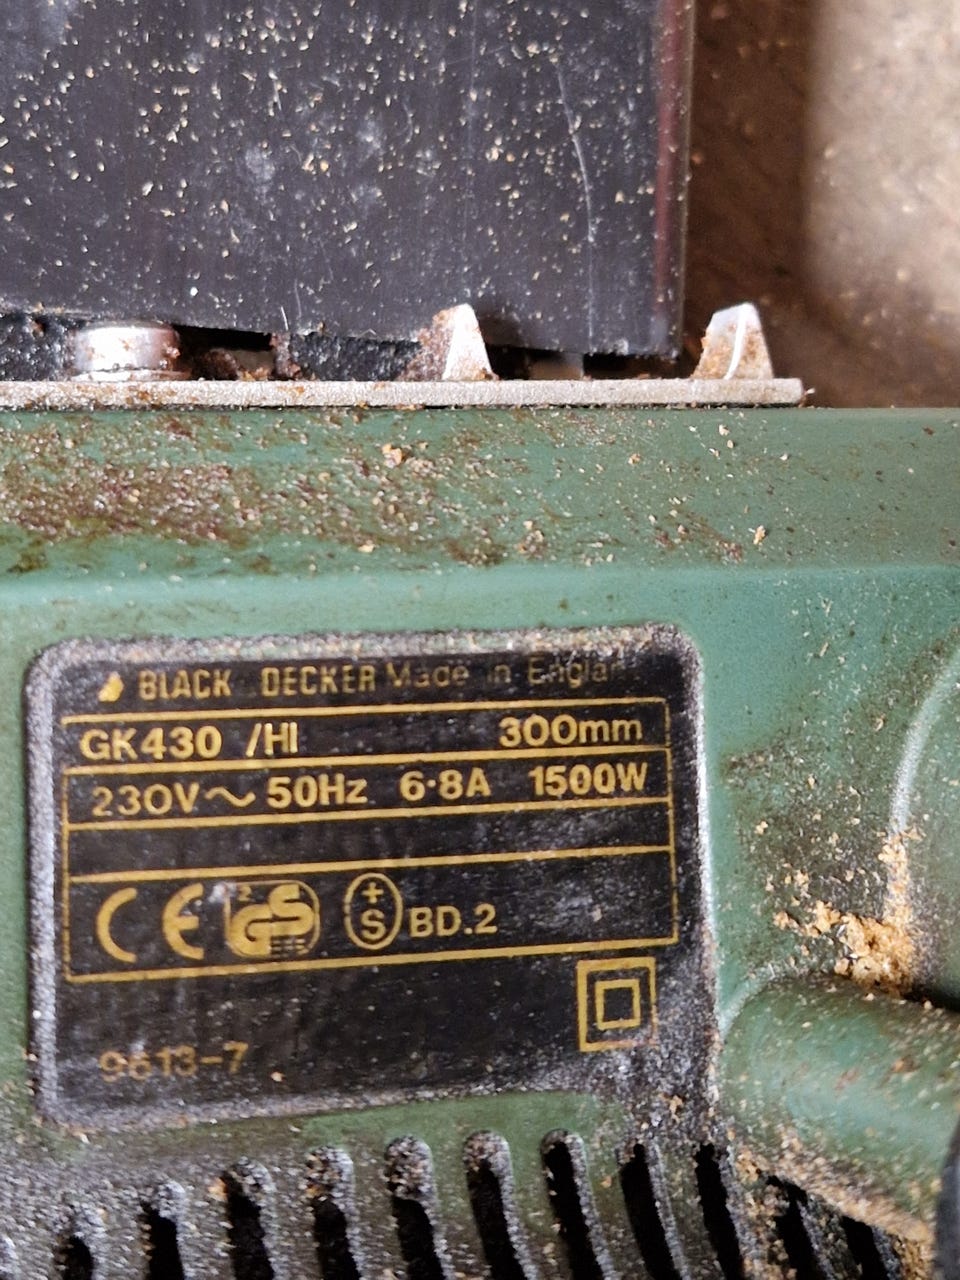 BLACK DECKER Made in England
GK430 /HI 300mm
230V~ 50Hz 6·8A 1500W
CE GS +S BD.2
9613-7